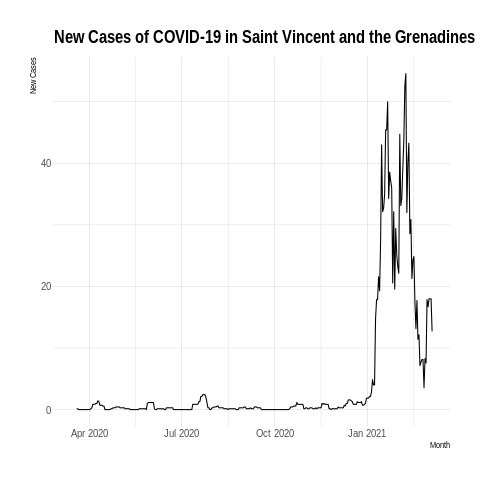 New Cases of COVID-19 in Saint Vincent and the Grenadines
New Cases
40
20
0
Apr 2020 Jul 2020 Oct 2020 Jan 2021
Month